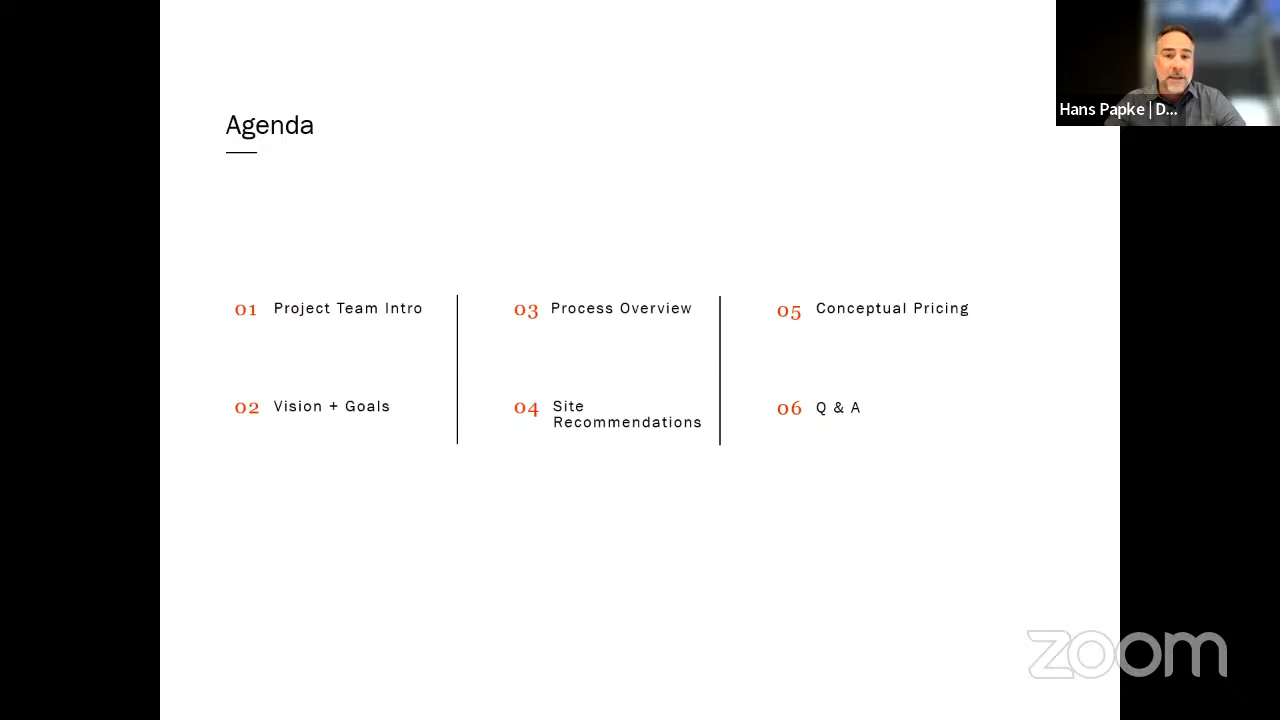 Agenda
01 Project Team Intro
02 Vision + Goals
03 Process Overview
04 Site
Recommendations
05 Conceptual Pricing
06 Q & A
Hans Papke | D...
zoom